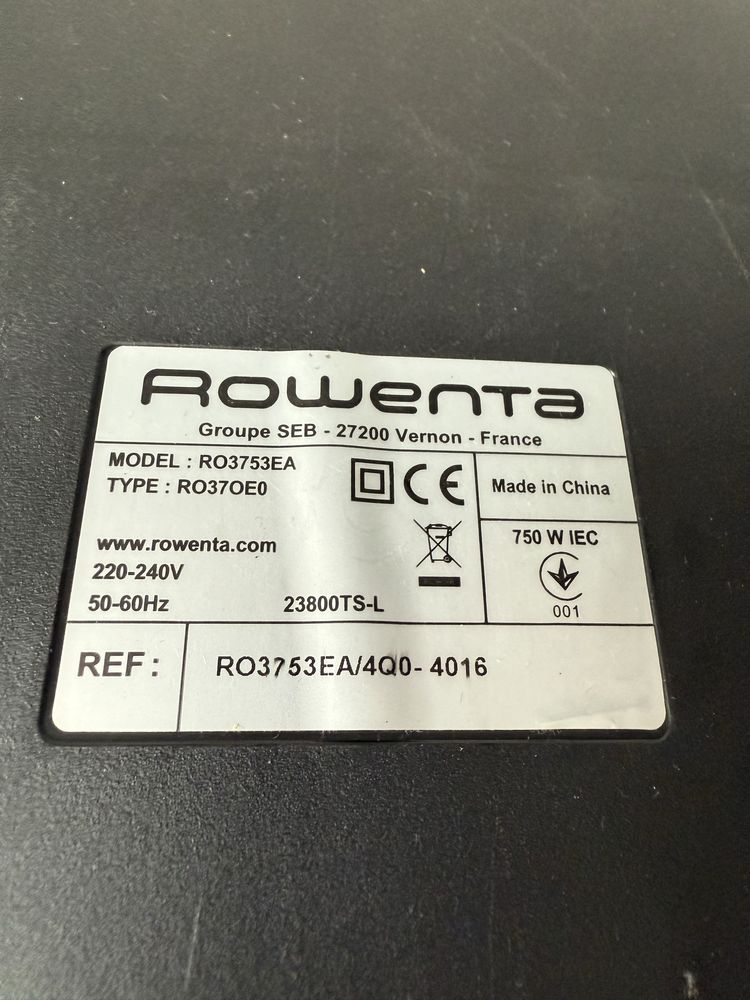 Rowenta
Groupe SEB - 27200 Vernon - France
MODEL : RO3753EA
TYPE : RO37OE0
CE
Made in China
www.rowenta.com
220-240V
50-60Hz
23800TS-L
750 W IEC
001
REF :
RO3753EA/4Q0- 4016